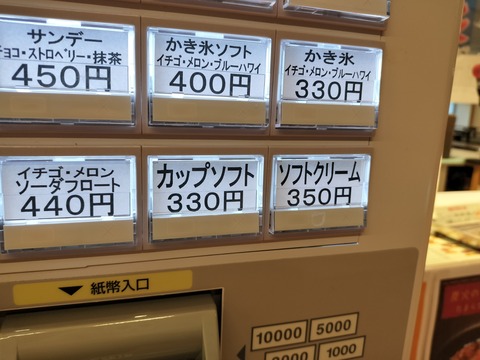 サンデー
チョコ・ストロベリー・抹茶
450円
かき氷ソフト
イチゴ・メロン・ブルーハワイ
400円
かき氷
イチゴ・メロン・ブルーハワイ
330円
イチゴ・メロン
ソーダフロート
440円
カップソフト
330円
ソフトクリーム
350円
紙幣入口
10000
5000
2000
1000